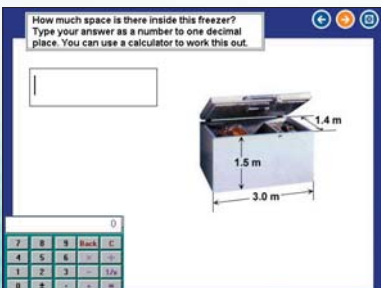 How much space is there inside this freezer?
Type your answer as a number to one decimal
place. You can use a calculator to work this out.
1.4 m
1.5 m
3.0 m
0
7 8 9 Back C
4 5 6 × ÷
1 2 3 - 1/x
0 ± . + =